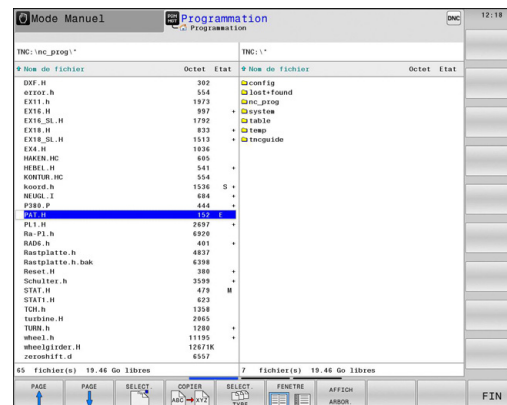 Mode Manuel
PGM MGT Programmation
Programmation
DNC
12:18
TNC:\nc_prog\*
Nom de fichier Octet Etat
DXF.H 302
error.h 554
EX11.h 1973
EX16.H 997 +
EX16_SL.H 1792
EX18.H 833 +
EX18_SL.H 1513 +
EX4.H 1036
HAKEN.HC 605
HEBEL.H 541 +
KONTUR.HC 554
koord.h 1536 S +
NEUGL.I 684 +
P380.P 444 +
PAT.H 152 E
PL1.H 2697 +
Ra-Pl.h 6920
RAD6.h 401 +
Rastplatte.h 4837
Rastplatte.h.bak 6398
Reset.H 380 +
Schulter.h 3599 +
STAT.H 479 M
STAT1.H 623
TCH.h 1358
turbine.H 2065
TURN.h 1280 +
wheel.h 11195 +
wheelgirder.H 12671K
zeroshift.d 6557
65 fichier(s) 19.46 Go libres
TNC:\*
Nom de fichier Octet Etat
config
lost+found
nc_prog
system
table
temp
tncguide
7 fichier(s) 19.46 Go libres
PAGE
PAGE
SELECT.
COPIER
ABC XYZ
SELECT.
TYPE
FENETRE
AFFICH
ARBOR.
FIN